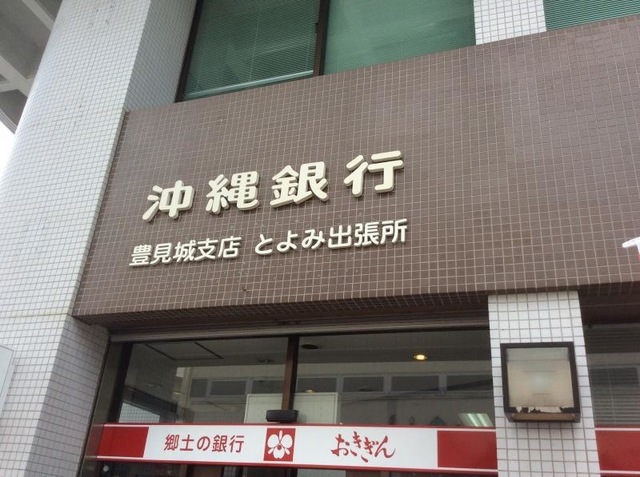 沖縄銀行
豊見城支店 とよみ出張所
郷土の銀行 おきぎん